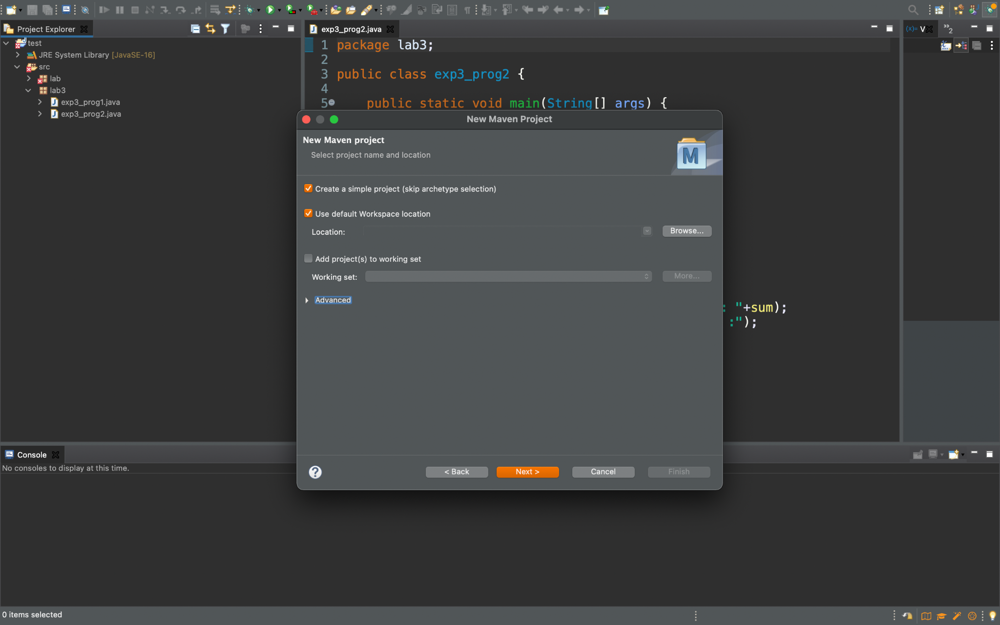 Project Explorer
exp3_prog2.java
(x)= V
»2
test
JRE System Library [JavaSE-16]
src
lab
lab3
exp3_prog1.java
exp3_prog2.java
1 package lab3;
2
3 public class exp3_prog2 {
4
5 public static void main(String[] args) {
: "+sum);
:");
New Maven Project
New Maven project
Select project name and location
M
Create a simple project (skip archetype selection)
Use default Workspace location
Location:
Browse...
Add project(s) to working set
Working set:
More...
Advanced
?
< Back
Next >
Cancel
Finish
Console
No consoles to display at this time.
0 items selected